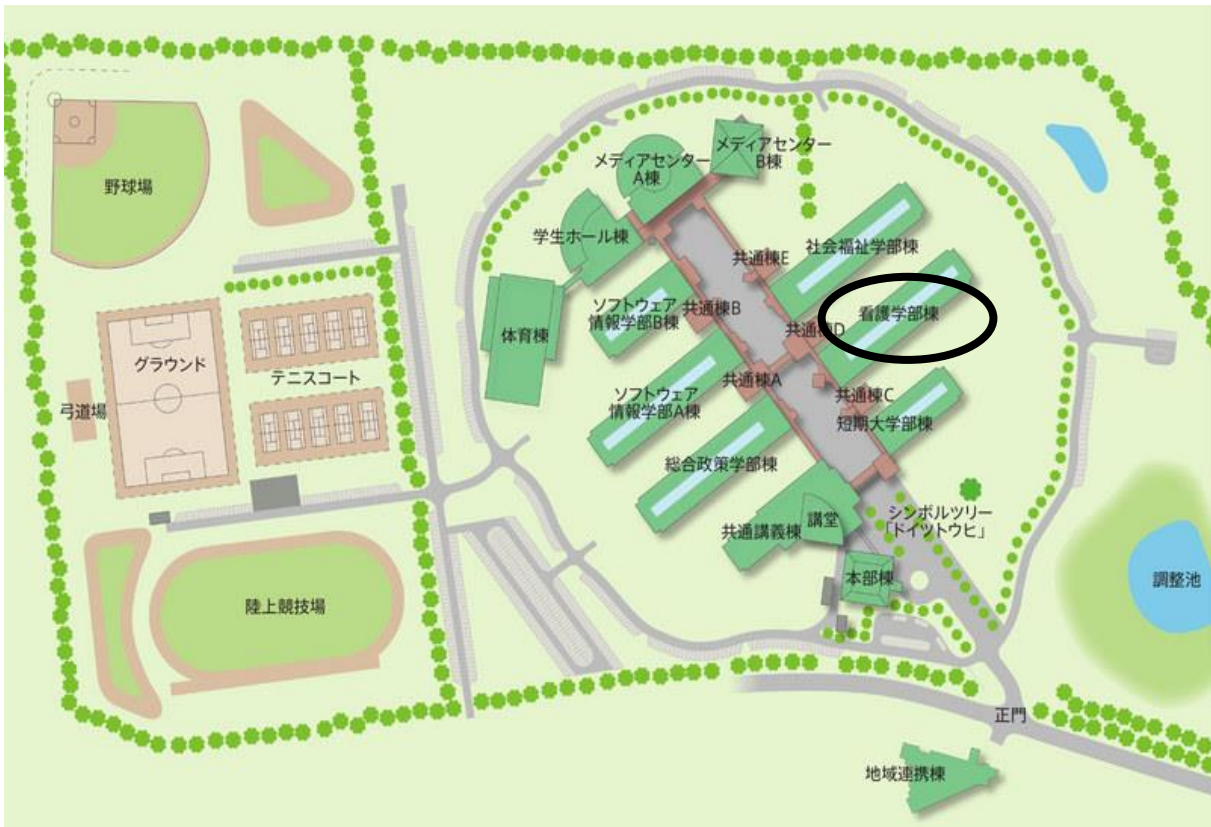 メディアセンター
B棟
メディアセンター
A棟
野球場
学生ホール棟
社会福祉学部棟
共通棟E
ソフトウェア
情報学部B棟
共通棟B
看護学部棟
共通棟D
体育棟
グラウンド
テニスコート
弓道場
共通棟A
ソフトウェア
情報学部A棟
共通棟C
短期大学部棟
総合政策学部棟
シンボルツリー
「ドイツトウヒ」
講堂
共通講義棟
本部棟
調整池
陸上競技場
正門
地域連携棟